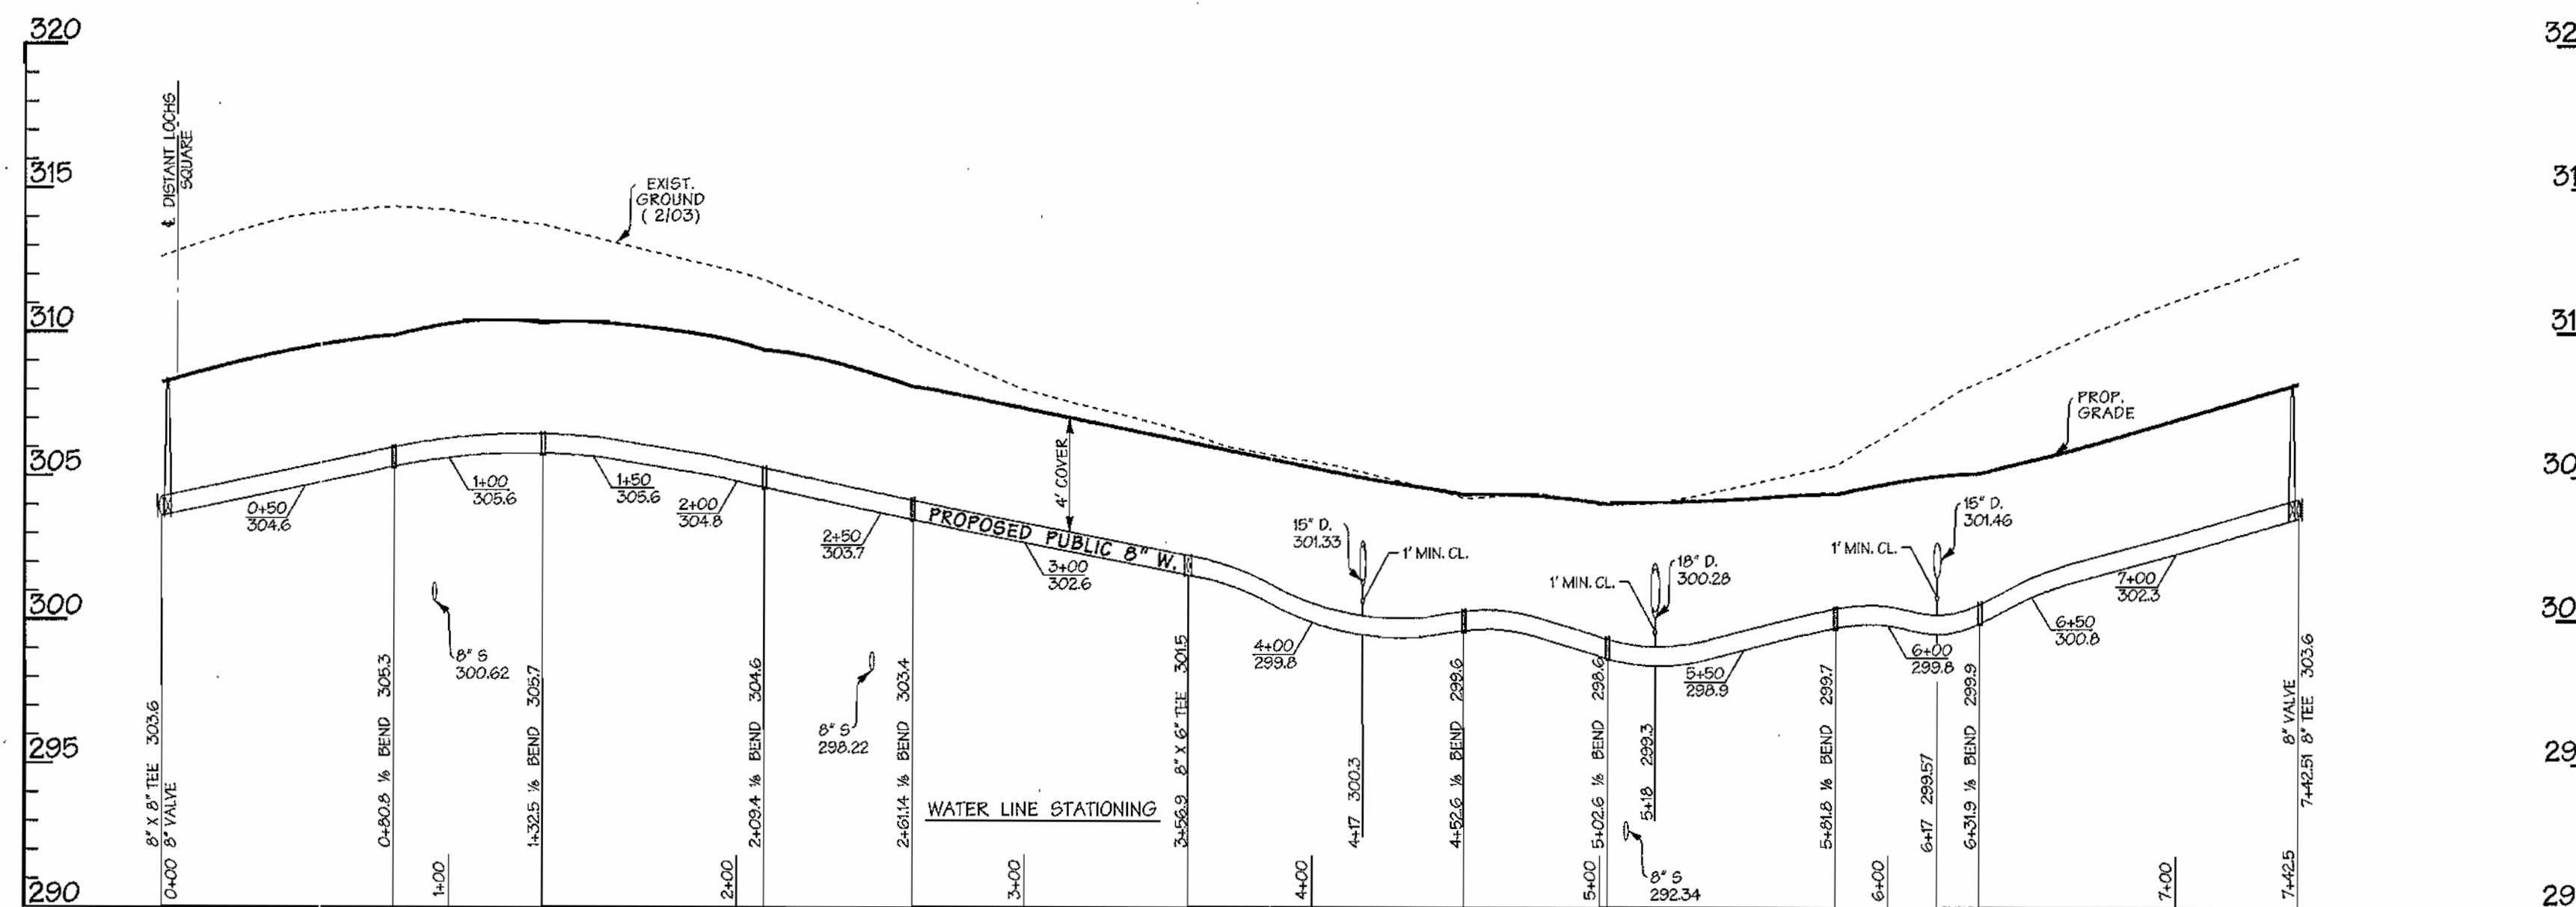 320
315
310
305
300
295
290
℄ DISTANT LOCHS
SQUARE
EXIST.
GROUND
( 2/03)
PROP.
GRADE
4' COVER
PROPOSED PUBLIC 8" W.
0+50
304.6
1+00
305.6
1+50
305.6
2+00
304.8
2+50
303.7
3+00
302.6
4+00
299.8
5+50
298.9
6+00
299.8
6+50
300.8
7+00
302.3
15" D.
301.33
1' MIN. CL.
1' MIN. CL.
18" D.
300.28
1' MIN. CL.
15" D.
301.46
8" S
300.62
8" S
298.22
8" S
292.34
8" X 8" TEE 303.6
0+00 8" VALVE
0+80.8 ⅛ BEND 305.3
1+32.5 ⅛ BEND 305.7
2+09.4 ⅛ BEND 304.6
2+61.14 ⅛ BEND 303.4
3+56.9 8" X 6" TEE 301.5
4+17 300.3
4+52.6 ⅛ BEND 299.6
5+02.6 ⅛ BEND 298.6
5+18 299.3
5+81.8 ⅛ BEND 299.7
6+17 299.57
6+31.9 ⅛ BEND 299.9
8" VALVE
7+42.51 8" TEE 303.6
WATER LINE STATIONING
1+00
2+00
3+00
4+00
5+00
6+00
7+00
7+42.5
32
31
31
30
30
29
29